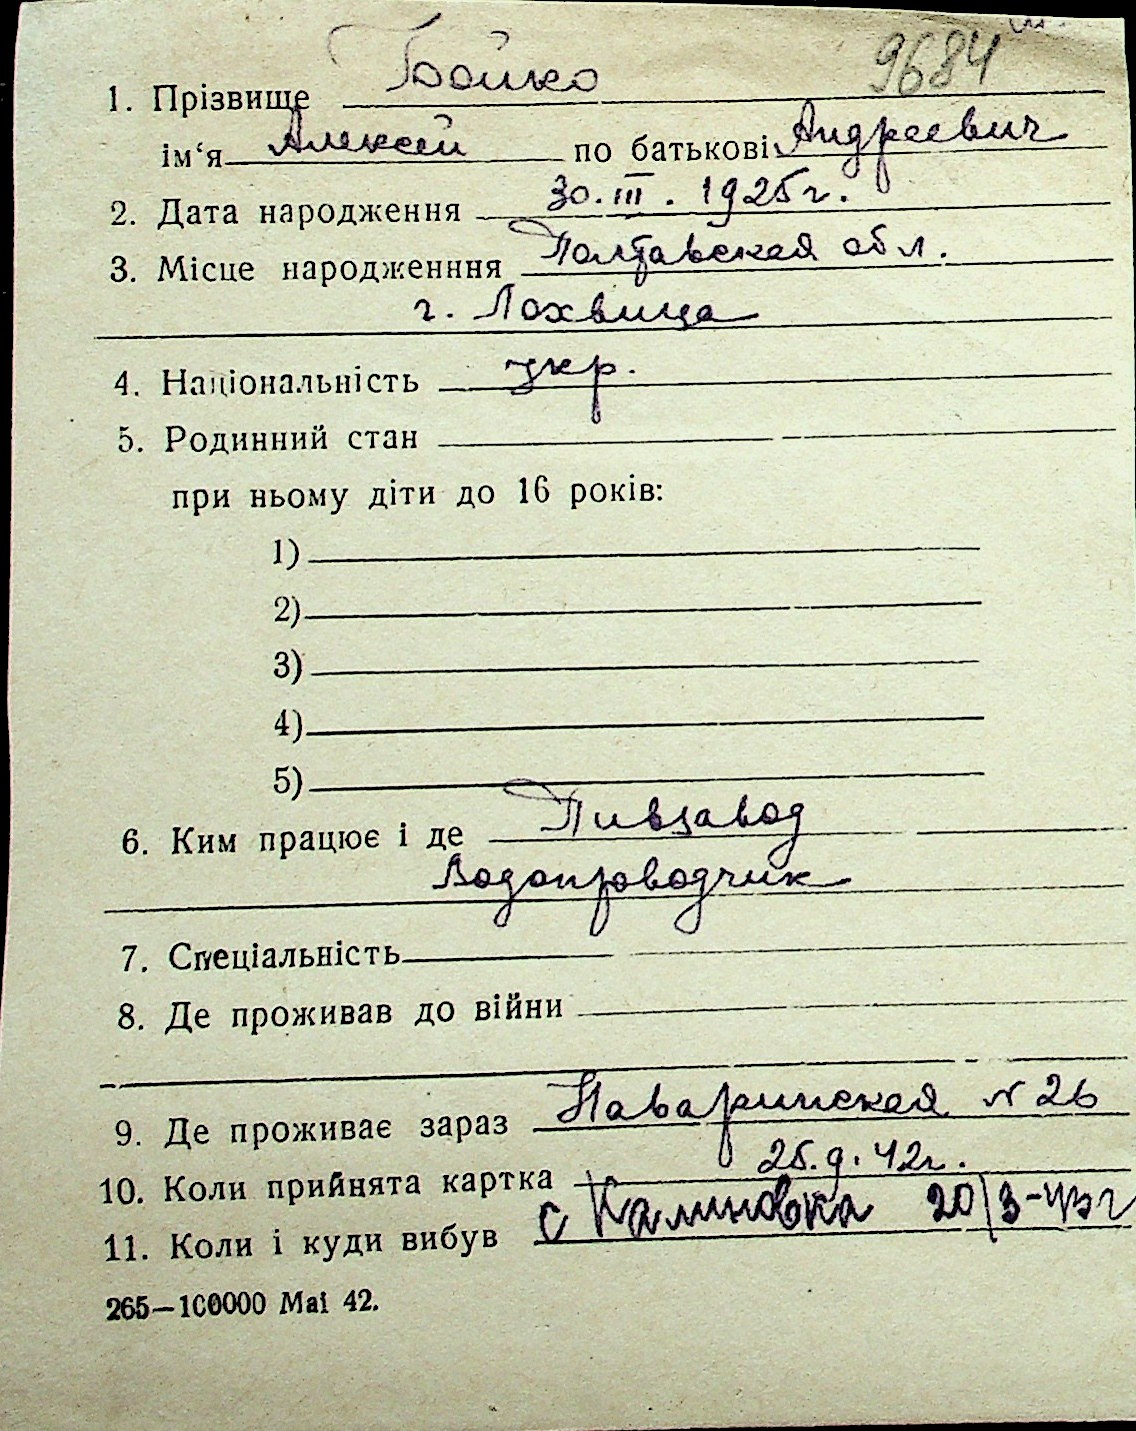 9684
1. Прізвище Бойко
ім‘я Алексей по батькові Андреевич
2. Дата народження 30.III.1925г.
3. Місце народженння Полтавская обл.
г. Лохвица
4. Національність укр.
5. Родинний стан
при ньому діти до 16 років:
1)
2)
3)
4)
5)
6. Ким працює і де Пивзавод
Водопроводчик
7. Спеціальність
8. Де проживав до війни
9. Де проживає зараз Наваринская N 26
10. Коли прийнята картка 25.9.42г.
11. Коли і куди вибув с Калиновка 20/3-43г
265—100000 Mai 42.